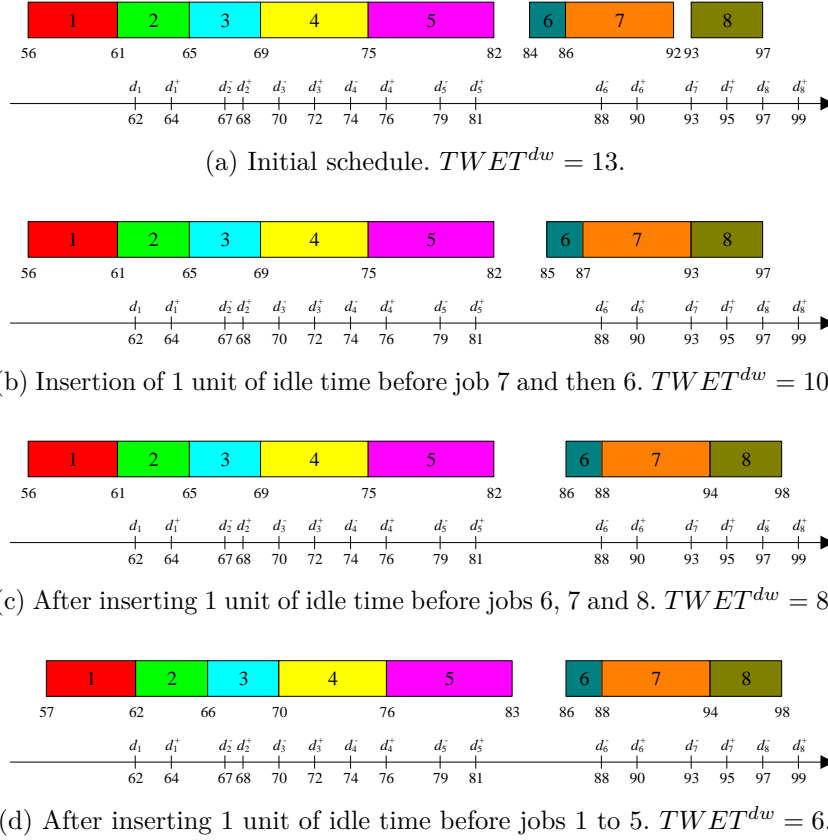 1 2 3 4 5 6 7 8
56 61 65 69 75 82 84 86 92 93 97
d₁⁻ d₁⁺ d₂⁻ d₂⁺ d₃⁻ d₃⁺ d₄⁻ d₄⁺ d₅⁻ d₅⁺ d₆⁻ d₆⁺ d₇⁻ d₇⁺ d₈⁻ d₈⁺
62 64 67 68 70 72 74 76 79 81 88 90 93 95 97 99
(a) Initial schedule. TWETᵈʷ = 13.
1 2 3 4 5 6 7 8
56 61 65 69 75 82 85 87 93 97
d₁⁻ d₁⁺ d₂⁻ d₂⁺ d₃⁻ d₃⁺ d₄⁻ d₄⁺ d₅⁻ d₅⁺ d₆⁻ d₆⁺ d₇⁻ d₇⁺ d₈⁻ d₈⁺
62 64 67 68 70 72 74 76 79 81 88 90 93 95 97 99
(b) Insertion of 1 unit of idle time before job 7 and then 6. TWETᵈʷ = 10
1 2 3 4 5 6 7 8
56 61 65 69 75 82 86 88 94 98
d₁⁻ d₁⁺ d₂⁻ d₂⁺ d₃⁻ d₃⁺ d₄⁻ d₄⁺ d₅⁻ d₅⁺ d₆⁻ d₆⁺ d₇⁻ d₇⁺ d₈⁻ d₈⁺
62 64 67 68 70 72 74 76 79 81 88 90 93 95 97 99
(c) After inserting 1 unit of idle time before jobs 6, 7 and 8. TWETᵈʷ = 8
1 2 3 4 5 6 7 8
57 62 66 70 76 83 86 88 94 98
d₁⁻ d₁⁺ d₂⁻ d₂⁺ d₃⁻ d₃⁺ d₄⁻ d₄⁺ d₅⁻ d₅⁺ d₆⁻ d₆⁺ d₇⁻ d₇⁺ d₈⁻ d₈⁺
62 64 67 68 70 72 74 76 79 81 88 90 93 95 97 99
(d) After inserting 1 unit of idle time before jobs 1 to 5. TWETᵈʷ = 6